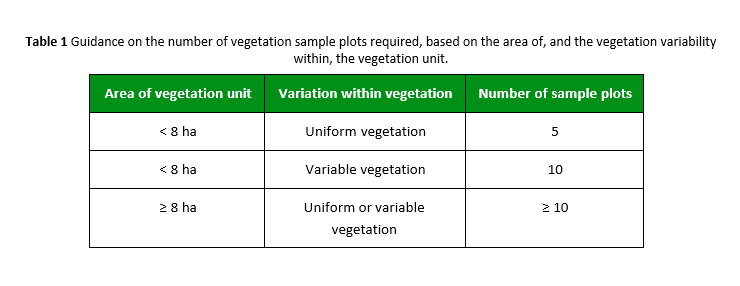 Table 1 Guidance on the number of vegetation sample plots required, based on the area of, and the vegetation variability
within, the vegetation unit.
Area of vegetation unit Variation within vegetation Number of sample plots
< 8 ha Uniform vegetation 5
< 8 ha Variable vegetation 10
≥ 8 ha Uniform or variable ≥ 10
vegetation